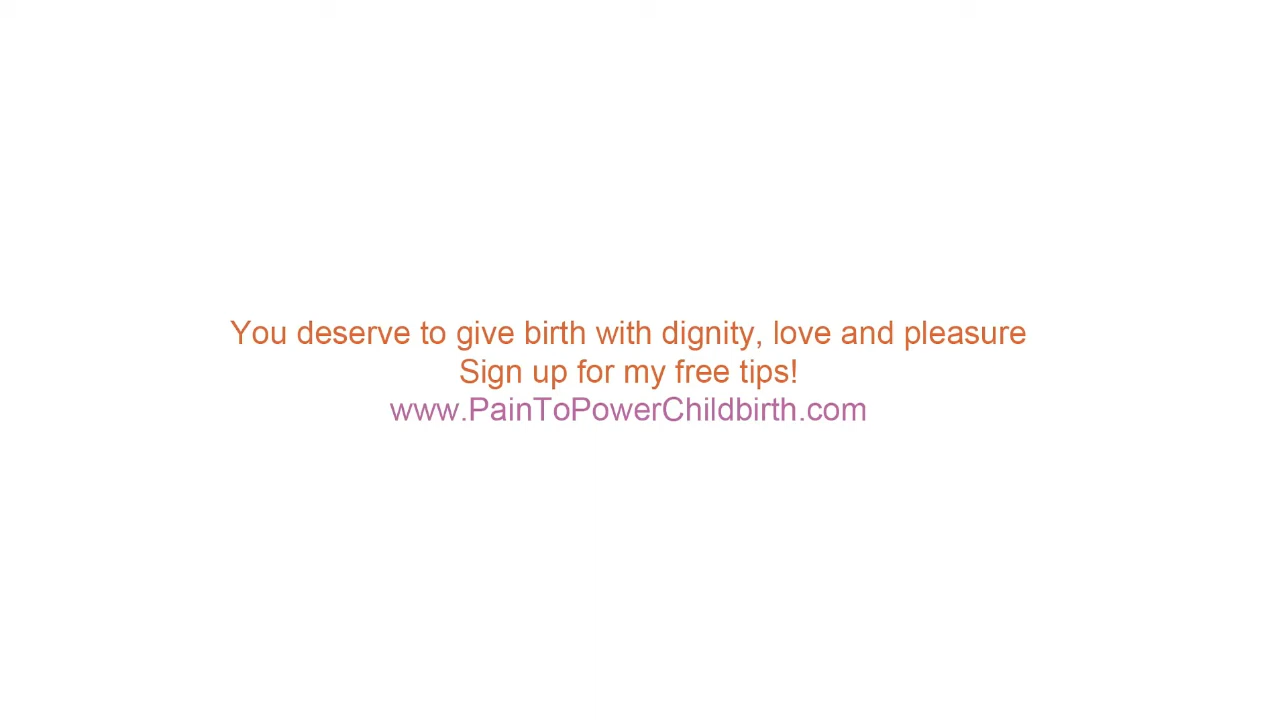 You deserve to give birth with dignity, love and pleasure
Sign up for my free tips!
www.PainToPowerChildbirth.com